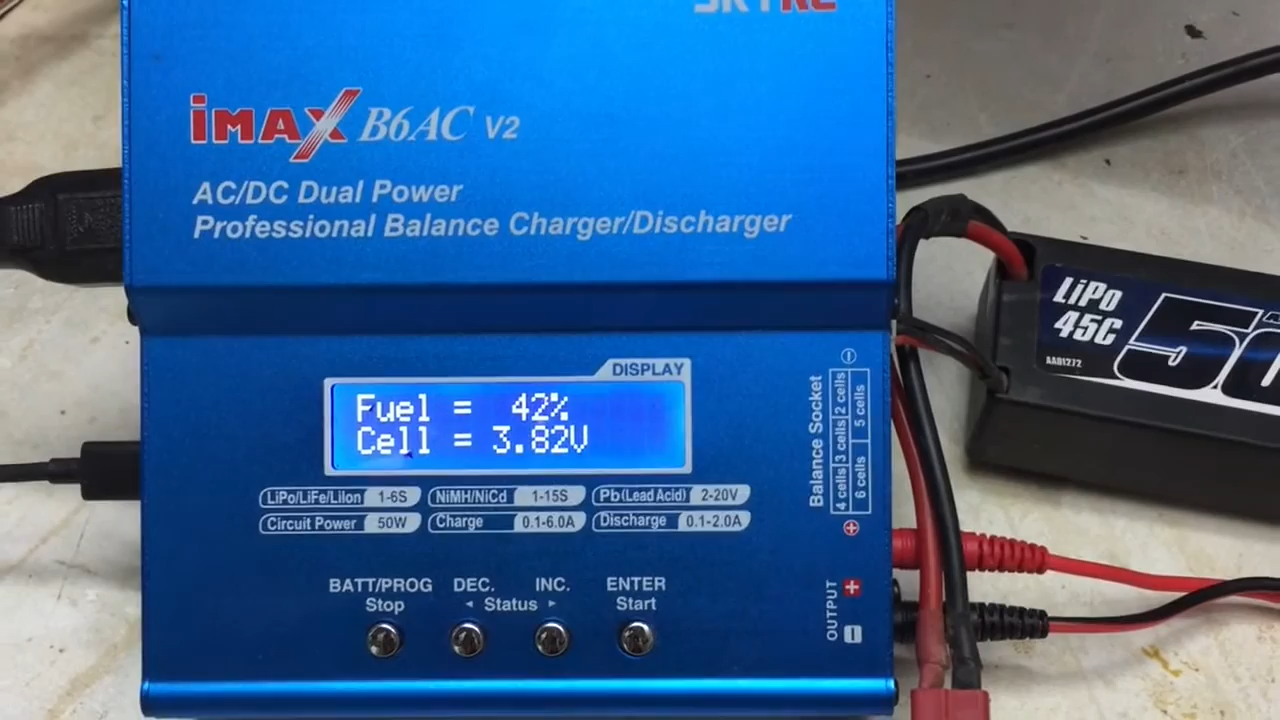 SKYRC
iMAX B6AC V2
AC/DC Dual Power
Professional Balance Charger/Discharger
DISPLAY
Fuel = 42%
Cell = 3.82V
LiPo/LiFe/LiIon 1-6S NiMH/NiCd 1-15S Pb(Lead Acid) 2-20V
Circuit Power 50W Charge 0.1-6.0A Discharge 0.1-2.0A
BATT/PROG DEC. INC. ENTER
Stop ◄ Status ► Start
Balance Socket
2 cells
3 cells
4 cells
5 cells
6 cells
OUTPUT
+
−
LiPo
45C
AAD1272